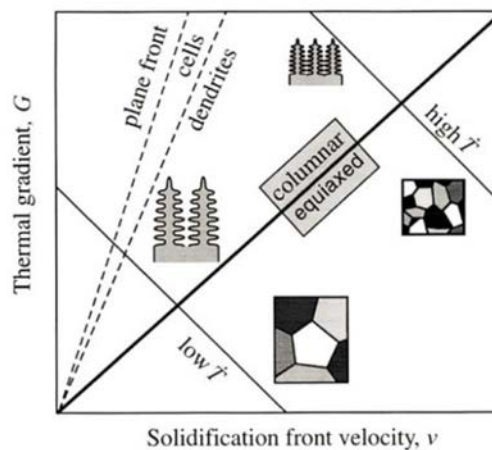 plane front
cells
dendrites
high Ṫ
columnar
equiaxed
low Ṫ
Thermal gradient, G
Solidification front velocity, v